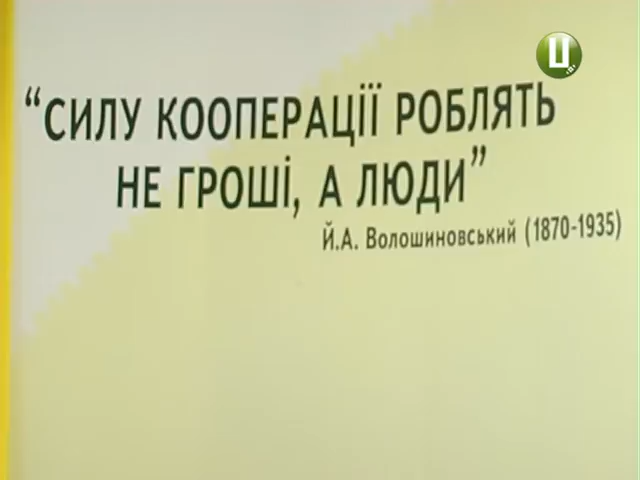 “СИЛУ КООПЕРАЦІЇ РОБЛЯТЬ
НЕ ГРОШІ, А ЛЮДИ”
Й.А. Волошиновський (1870-1935)
Ц